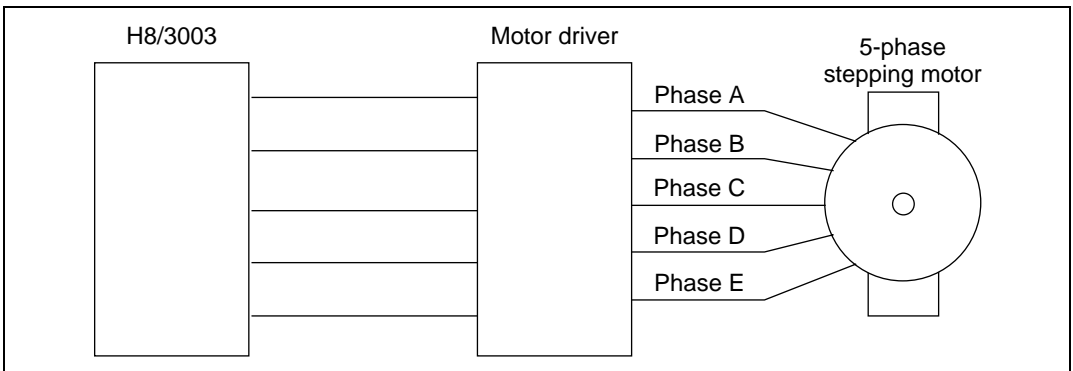 H8/3003
Motor driver
5-phase
stepping motor
Phase A
Phase B
Phase C
Phase D
Phase E